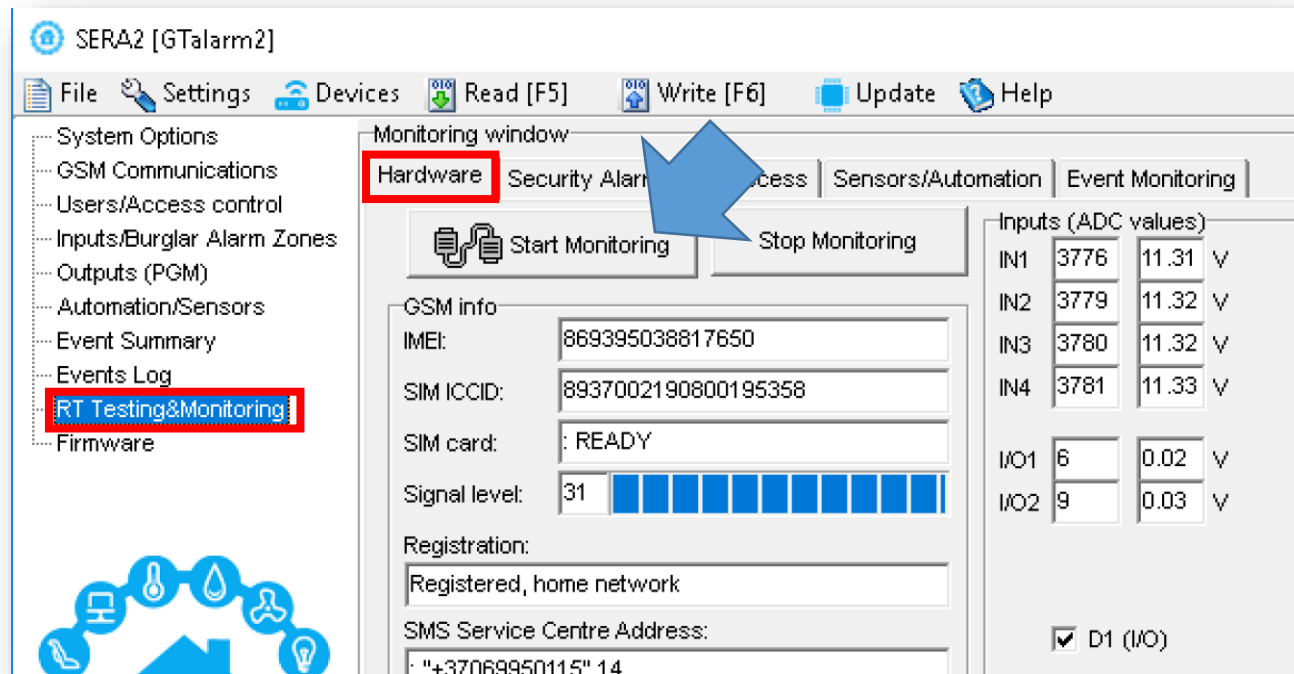 SERA2 [GTalarm2]
File Settings Devices Read [F5] Write [F6] Update Help
System Options
GSM Communications
Users/Access control
Inputs/Burglar Alarm Zones
Outputs (PGM)
Automation/Sensors
Event Summary
Events Log
RT Testing&Monitoring
Firmware
Monitoring window
Hardware Security Sensors/Automation Event Monitoring
Start Monitoring Stop Monitoring
GSM info
IMEI: 869395038817650
SIM ICCID: 8937002190800195358
SIM card: : READY
Signal level: 31
Registration:
Registered, home network
SMS Service Centre Address:
: "+37069950115",14
Inputs (ADC values)
IN1 3776 11.31 V
IN2 3779 11.32 V
IN3 3780 11.32 V
IN4 3781 11.33 V
I/O1 6 0.02 V
I/O2 9 0.03 V
D1 (I/O)